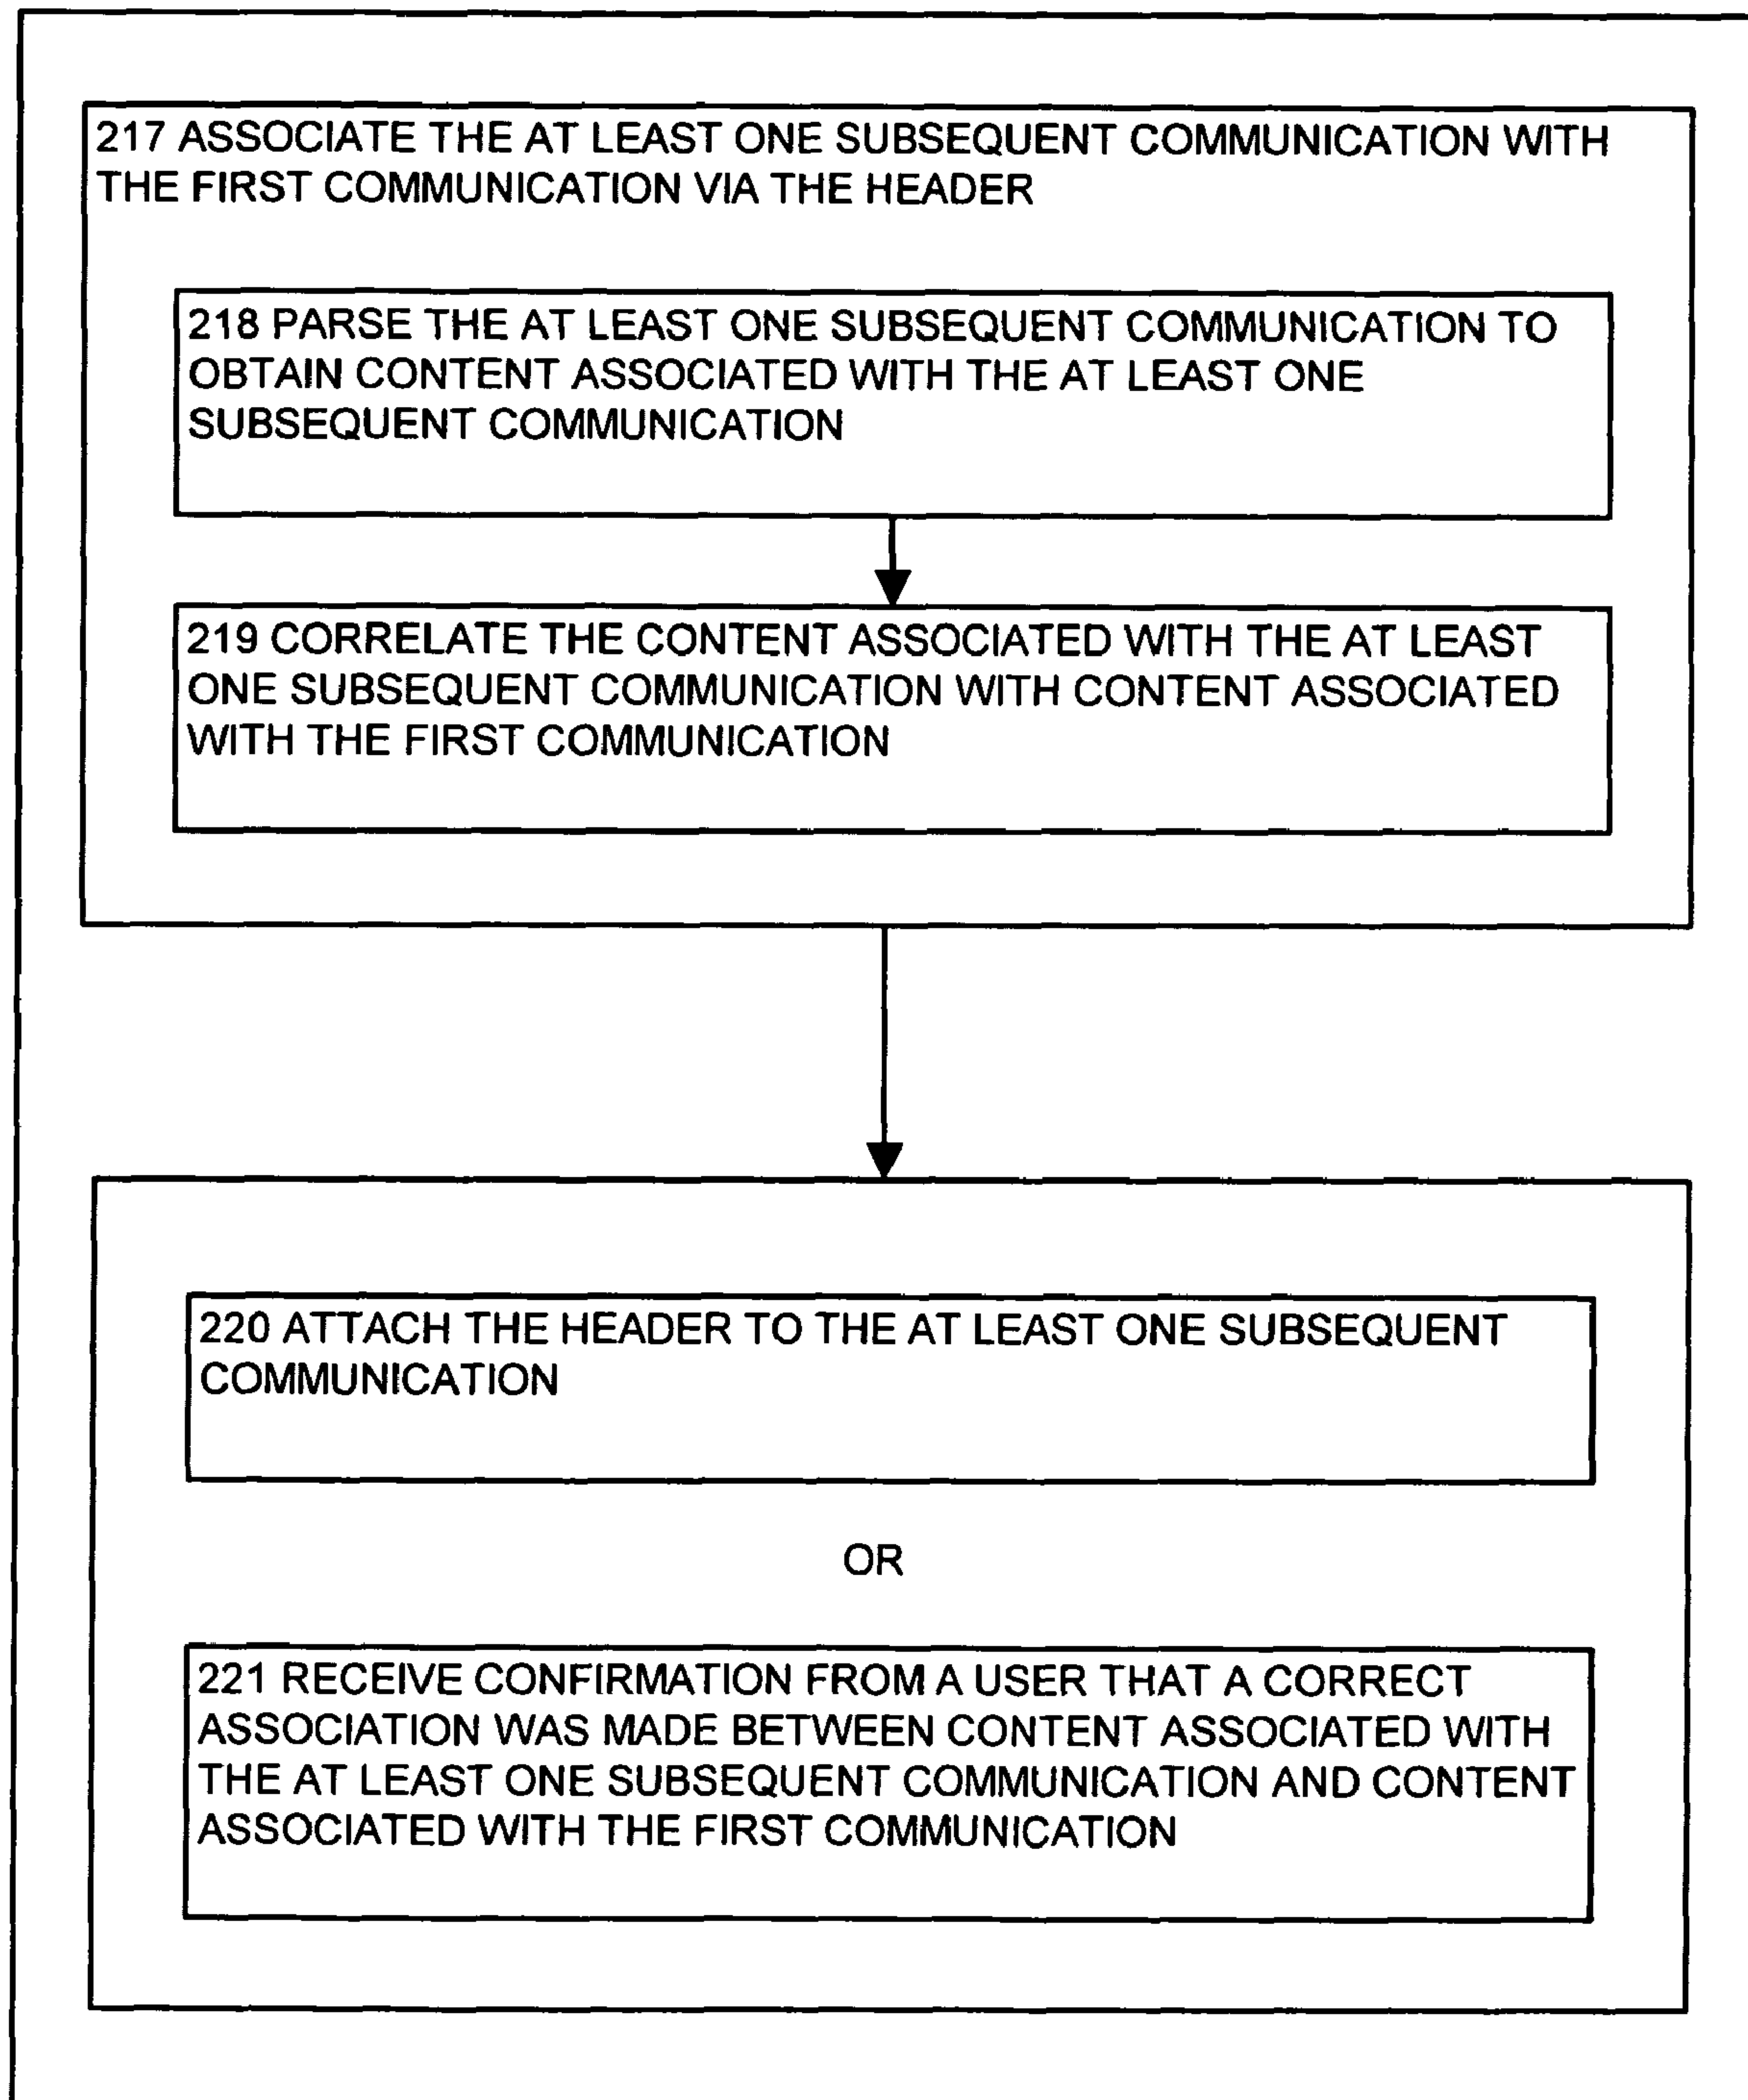 217 ASSOCIATE THE AT LEAST ONE SUBSEQUENT COMMUNICATION WITH
THE FIRST COMMUNICATION VIA THE HEADER
218 PARSE THE AT LEAST ONE SUBSEQUENT COMMUNICATION TO
OBTAIN CONTENT ASSOCIATED WITH THE AT LEAST ONE
SUBSEQUENT COMMUNICATION
219 CORRELATE THE CONTENT ASSOCIATED WITH THE AT LEAST
ONE SUBSEQUENT COMMUNICATION WITH CONTENT ASSOCIATED
WITH THE FIRST COMMUNICATION
220 ATTACH THE HEADER TO THE AT LEAST ONE SUBSEQUENT
COMMUNICATION
OR
221 RECEIVE CONFIRMATION FROM A USER THAT A CORRECT
ASSOCIATION WAS MADE BETWEEN CONTENT ASSOCIATED WITH
THE AT LEAST ONE SUBSEQUENT COMMUNICATION AND CONTENT
ASSOCIATED WITH THE FIRST COMMUNICATION